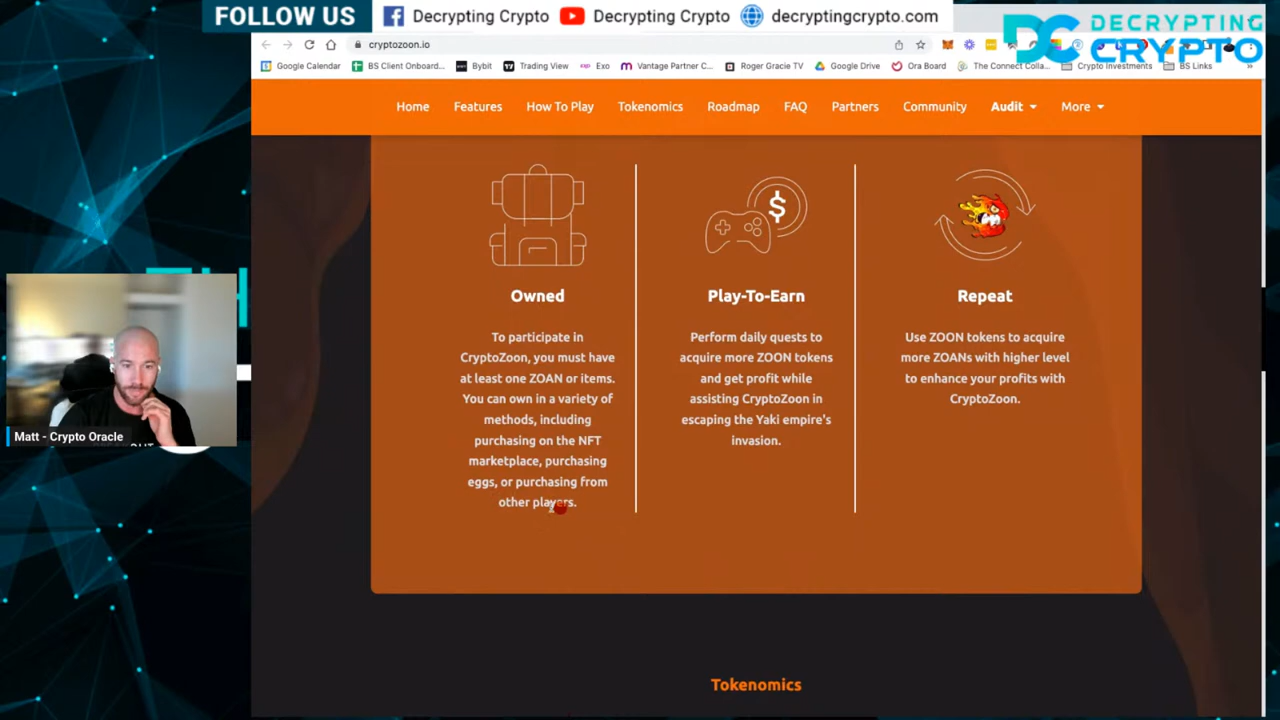 FOLLOW US
Decrypting Crypto
Decrypting Crypto
decryptingcrypto.com
DECRYPTING
CRYPTO
cryptozoon.io
Google Calendar
BS Client Onboard...
Bybit
Trading View
Exo
Vantage Partner C...
Roger Gracie TV
Google Drive
Ora Board
The Connect Colla...
Crypto Investments
BS Links
Home
Features
How To Play
Tokenomics
Roadmap
FAQ
Partners
Community
Audit
More
Owned
To participate in
CryptoZoon, you must have
at least one ZOAN or items.
You can own in a variety of
methods, including
purchasing on the NFT
marketplace, purchasing
eggs, or purchasing from
other players.
$
Play-To-Earn
Perform daily quests to
acquire more ZOON tokens
and get profit while
assisting CryptoZoon in
escaping the Yaki empire's
invasion.
Repeat
Use ZOON tokens to acquire
more ZOANs with higher level
to enhance your profits with
CryptoZoon.
Matt - Crypto Oracle
Tokenomics